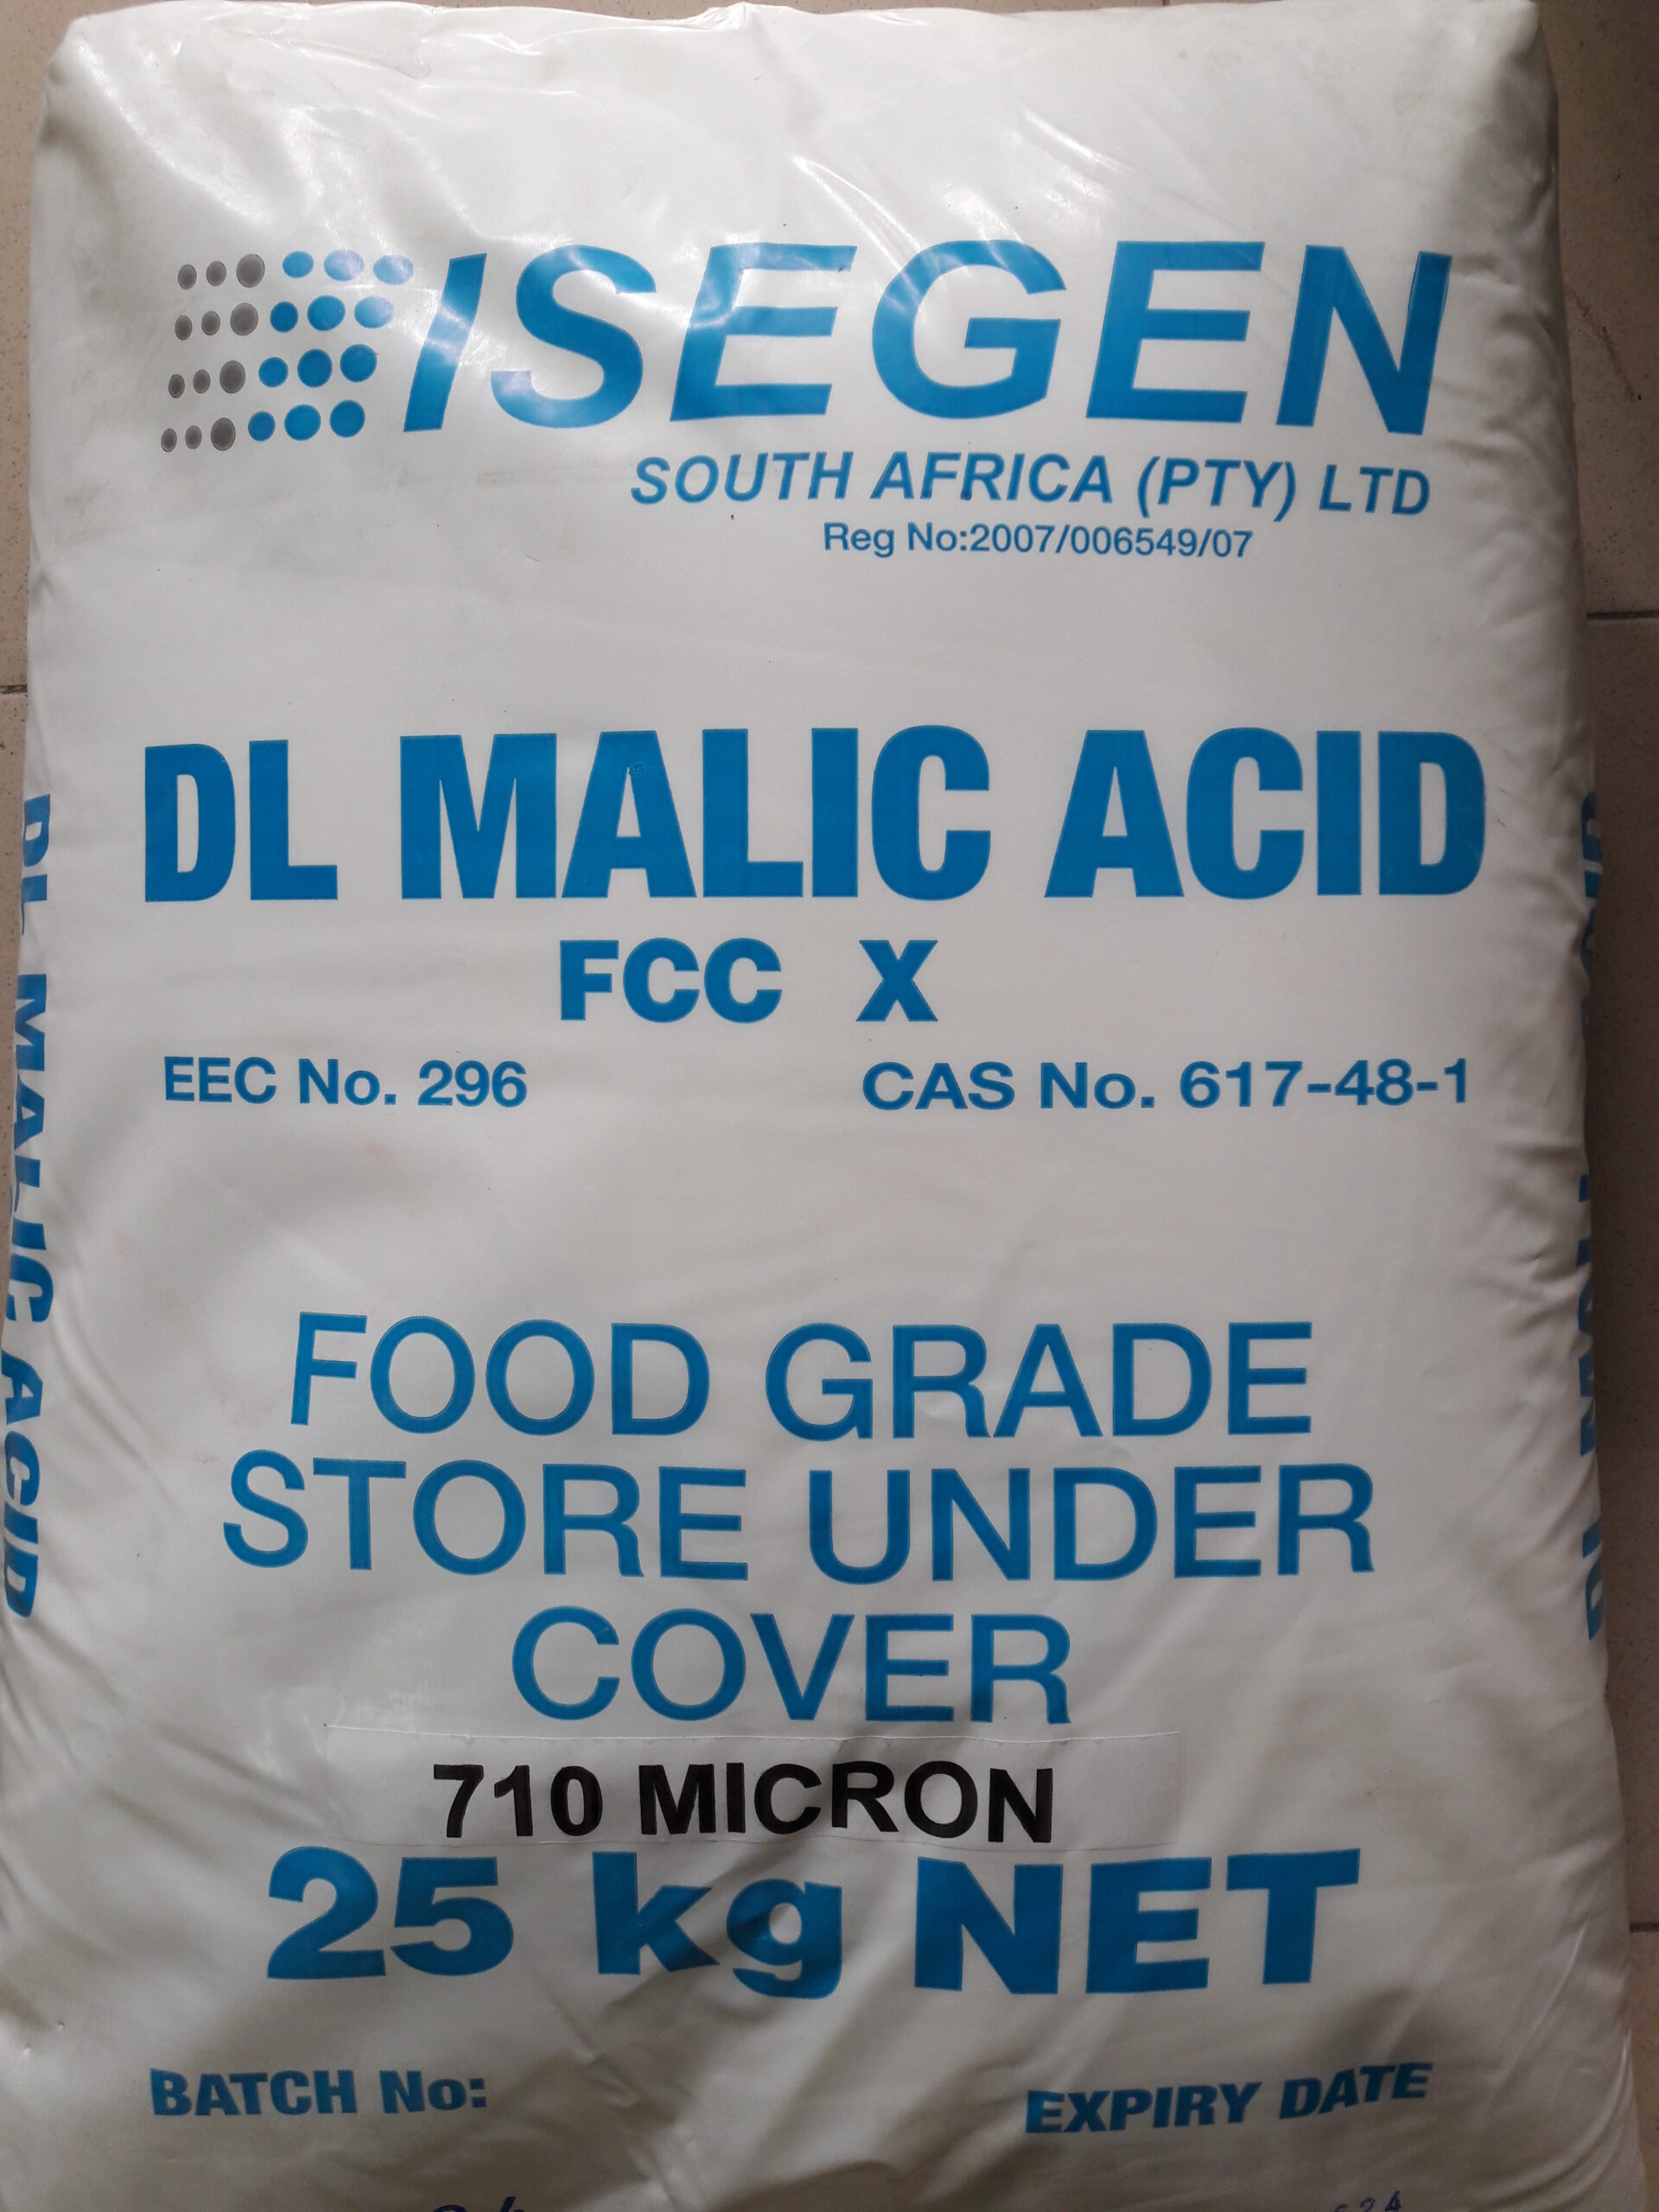 ISEGEN
SOUTH AFRICA (PTY) LTD
Reg No:2007/006549/07
DL MALIC ACID
FCC X
EEC No. 296
CAS No. 617-48-1
FOOD GRADE
STORE UNDER
COVER
710 MICRON
25 kg NET
BATCH No:
EXPIRY DATE
DL MALIC ACID